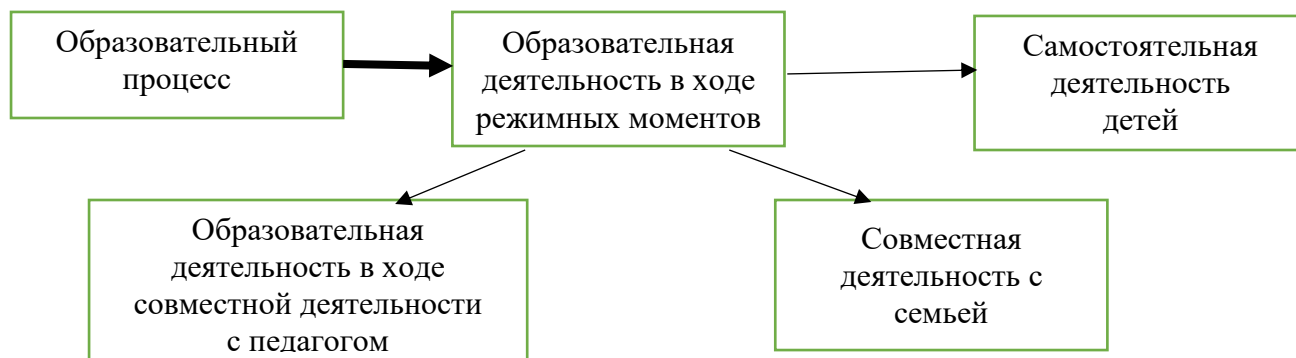 Образовательный
процесс
Образовательная
деятельность в ходе
режимных моментов
Самостоятельная
деятельность
детей
Образовательная
деятельность в ходе
совместной деятельности
с педагогом
Совместная
деятельность с
семьей